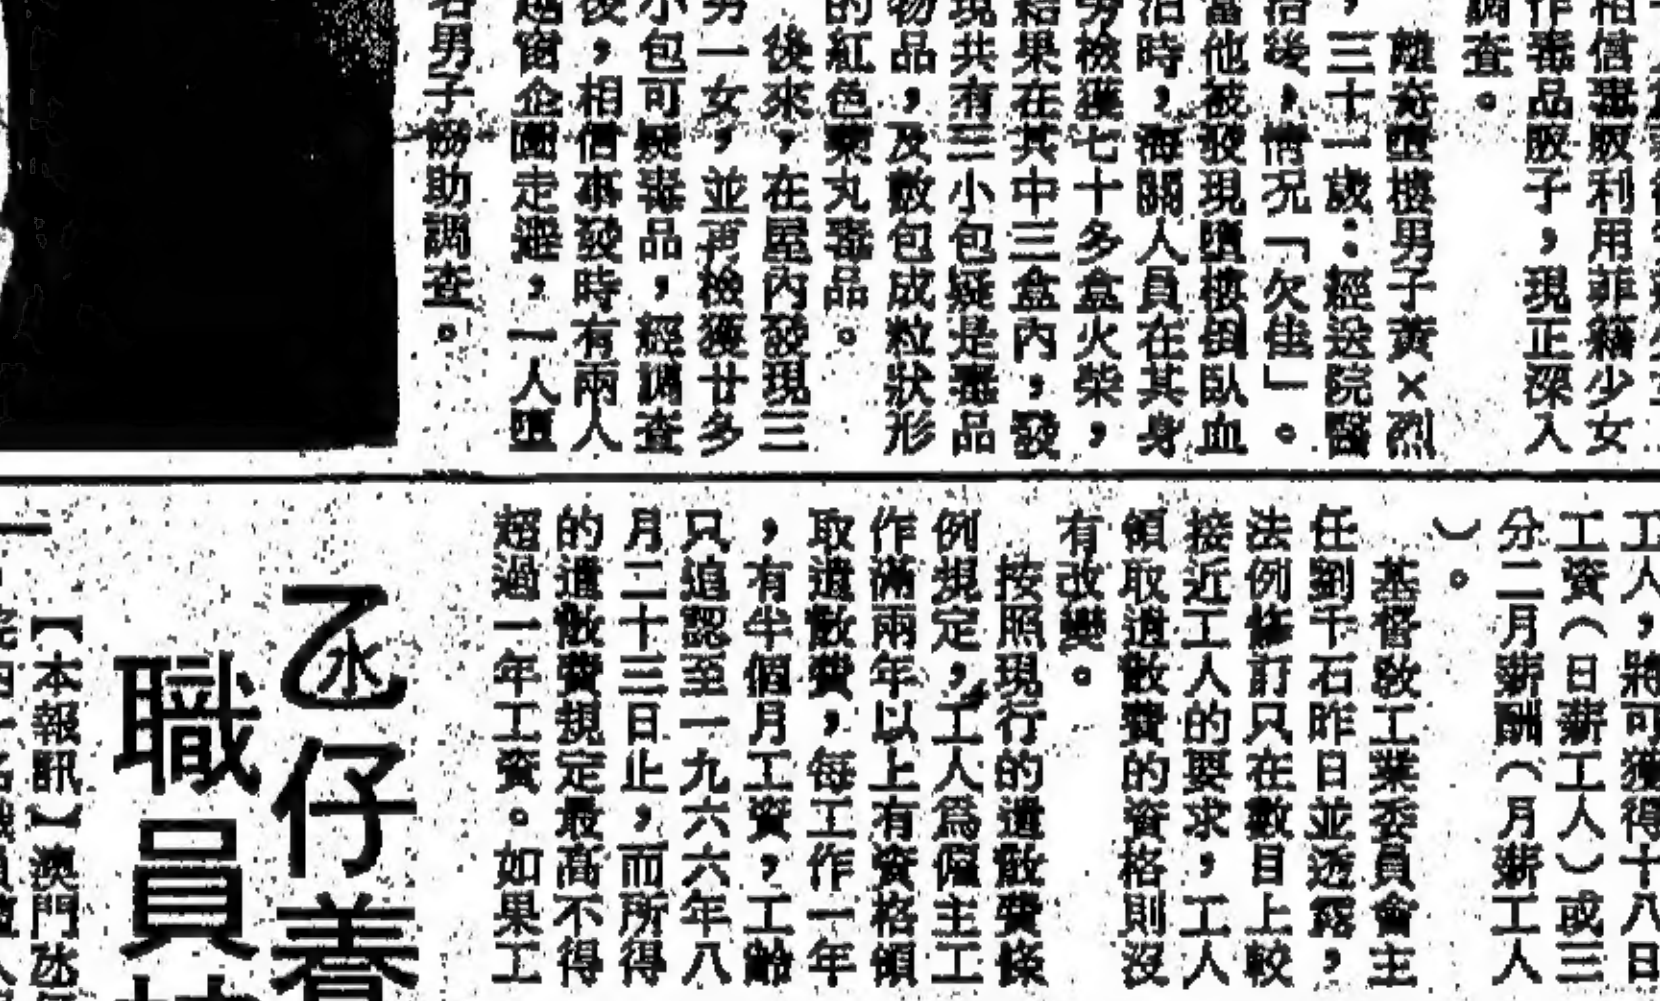 相信毒販利用菲籍少女
作毒品販子，現正深入
調查。
離奇墮樓男子黃×烈
，三十一歲：經送院醫
治後，情况「欠佳」。
當他被發現墮樓倒臥血
泊時，海關人員在其身
旁檢獲七十多盒火柴，
結果在其中三盒內，發
現共有三小包疑是毒品
物品，及數包成粒狀形
的紅色藥丸毒品。
後來，在屋內發現三
男一女，並再檢獲廿多
小包可疑毒品，經調查
後，相信事發時有兩人
越窗企圖走避，一人墮
名男子協助調查。
工人，將可獲得十八日
工資（日薪工人）或三
分二月薪酬（月薪工人
）。
基督教工業委員會主
任劉千石昨日並透露，
法例修訂只在數目上較
接近工人的要求，工人
領取遣散費的資格則沒
有改變。
按照現行的遣散費條
例規定，工人爲僱主工
作滿兩年以上有資格領
取遣散費，每工作一年
，有半個月工資，工齡
只追認至一九六六年八
月二十三日止，而所得
的遣散費規定最高不得
超過一年工資。如果工
氹仔養
職員
【本報訊】澳門氹